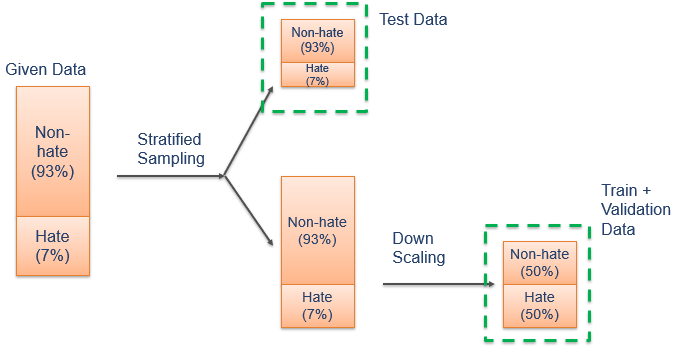 Given Data
Non-
hate
(93%)
Hate
(7%)
Stratified
Sampling
Non-hate
(93%)
Hate
(7%)
Test Data
Non-hate
(93%)
Hate
(7%)
Down
Scaling
Train +
Validation
Data
Non-hate
(50%)
Hate
(50%)